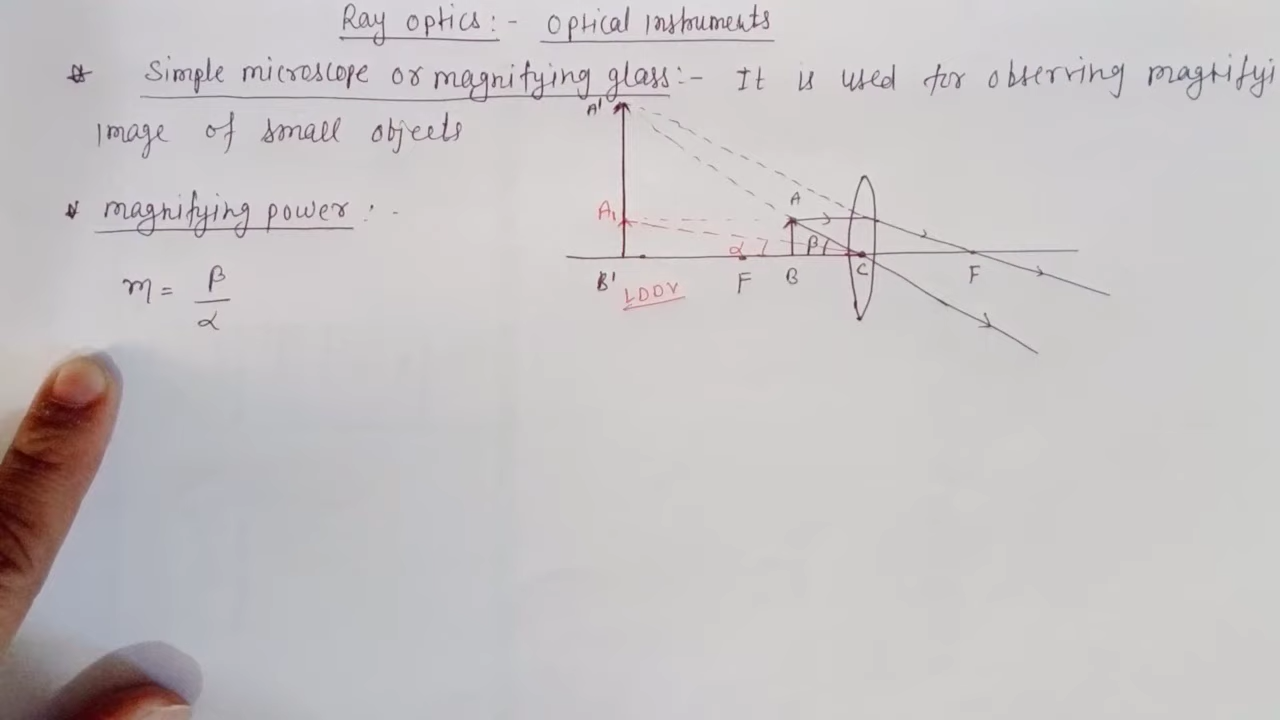 Ray optics:- Optical instruments
* Simple microscope or magnifying glass:- It is used for observing magnifyi
image of small objects
* magnifying power:-
m = β/α
A'
A
A₁
α
β
B'
LDDV
F
B
C
F